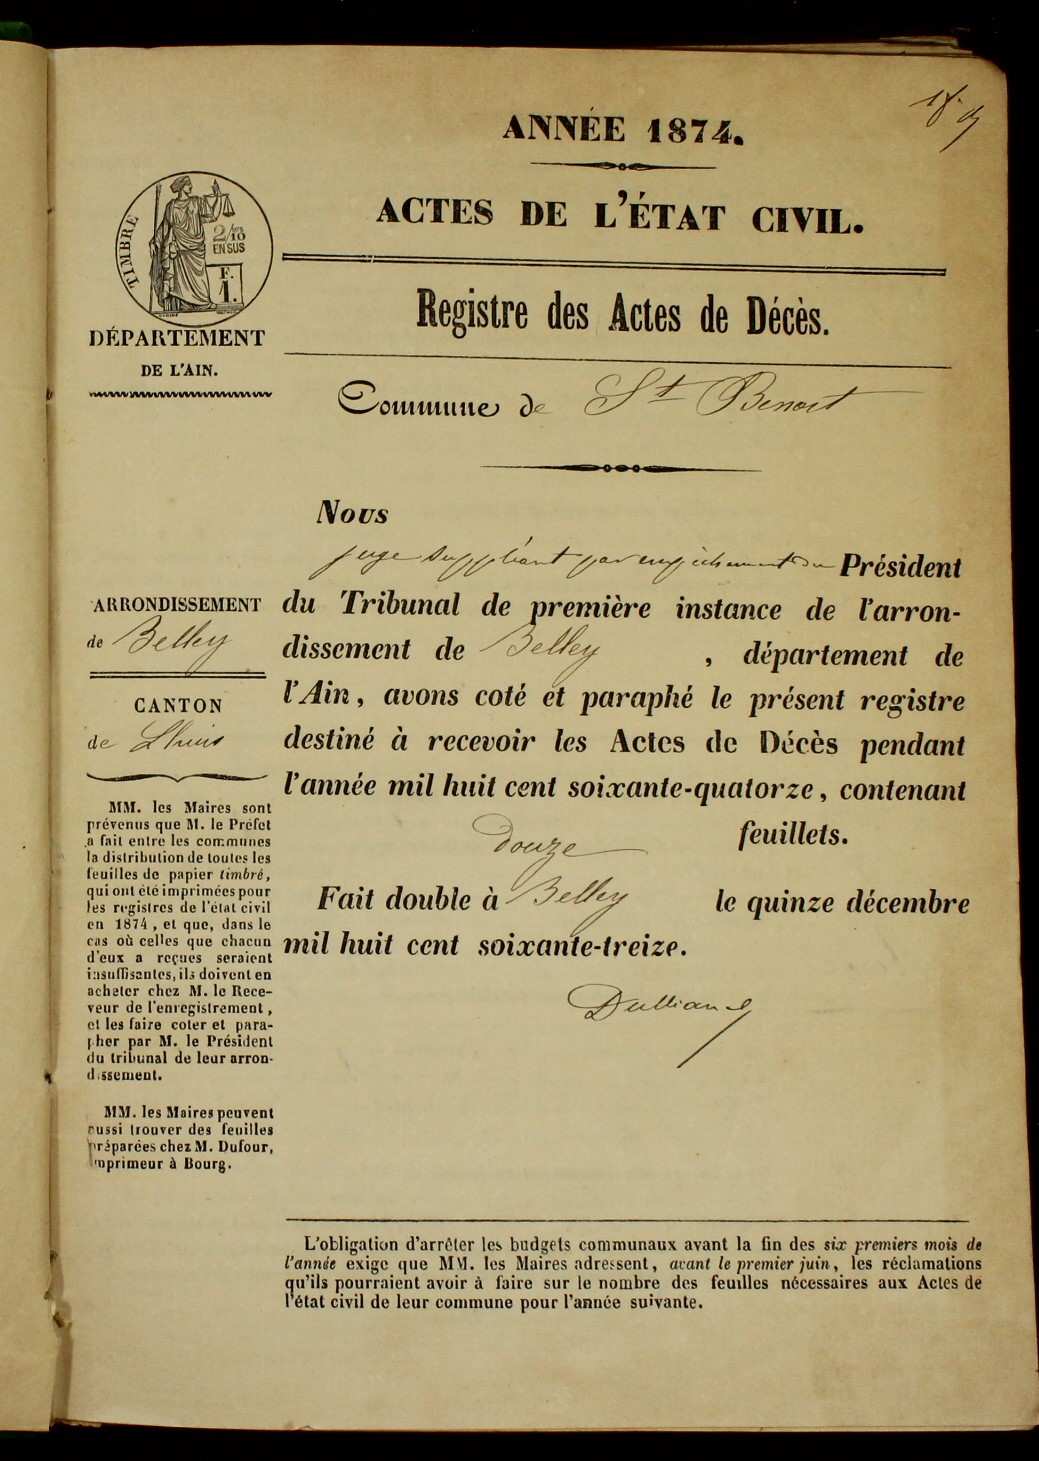 ANNÉE 1874.
ACTES DE L'ÉTAT CIVIL.
TIMBRE
2/10
EN SUS
F.
1.
DÉPARTEMENT
DE L'AIN.
Registre des Actes de Décès.
Commune de St Benoit
ARRONDISSEMENT
de Belley
CANTON
de Lhuis
MM. les Maires sont
prévenus que M. le Préfet
a fait entre les communes
la distribution de toutes les
feuilles de papier timbré,
qui ont été imprimées pour
les registres de l'état civil
en 1874, et que, dans le
cas où celles que chacun
d'eux a reçues seraient
insuffisantes, ils doivent en
acheter chez M. le Rece-
veur de l'enregistrement,
et les faire coter et para-
pher par M. le Président
du tribunal de leur arron-
dissement.
MM. les Maires peuvent
aussi trouver des feuilles
préparées chez M. Dufour,
imprimeur à Bourg.
Nous
juge suppléant par empêchement du Président
du Tribunal de première instance de l'arron-
dissement de Belley, département de
l'Ain, avons coté et paraphé le présent registre
destiné à recevoir les Actes de Décès pendant
l'année mil huit cent soixante-quatorze, contenant
douze feuillets.
Fait double à Belley le quinze décembre
mil huit cent soixante-treize.
L'obligation d'arrêter les budgets communaux avant la fin des six premiers mois de
l'année exige que MM. les Maires adressent, avant le premier juin, les réclamations
qu'ils pourraient avoir à faire sur le nombre des feuilles nécessaires aux Actes de
l'état civil de leur commune pour l'année suivante.